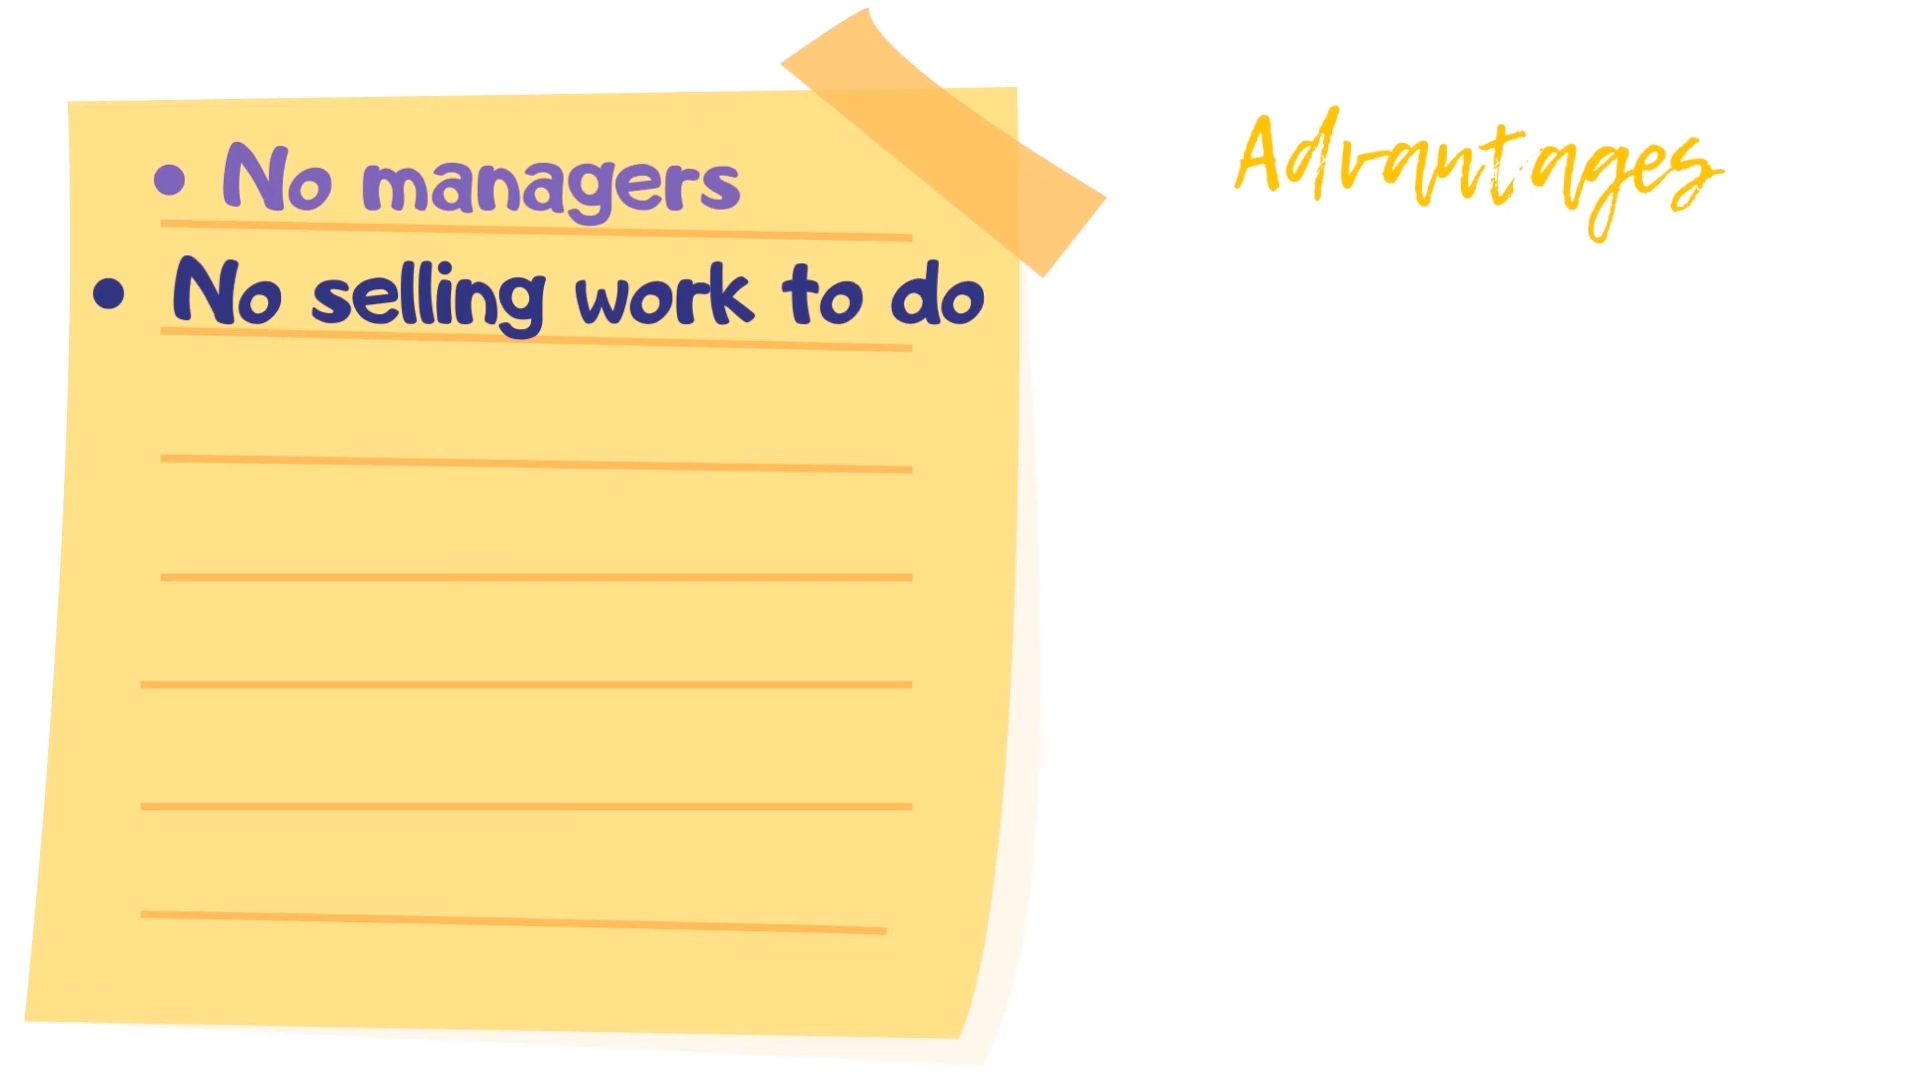 • No managers
• No selling work to do
Advantages